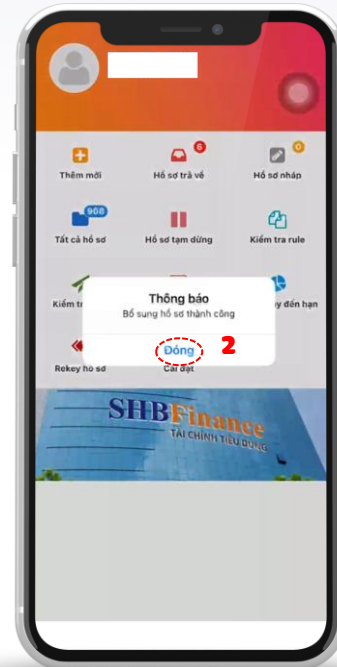 Thêm mới
6
Hồ sơ trả về
0
Hồ sơ nháp
908
Tất cả hồ sơ
Hồ sơ tạm dừng
Kiểm tra rule
Kiểm
Thông báo
Bổ sung hồ sơ thành công
đến hạn
Đóng
2
Rekey hồ sơ
Cài đặt
SHBFinance
TÀI CHÍNH TIÊU DÙNG